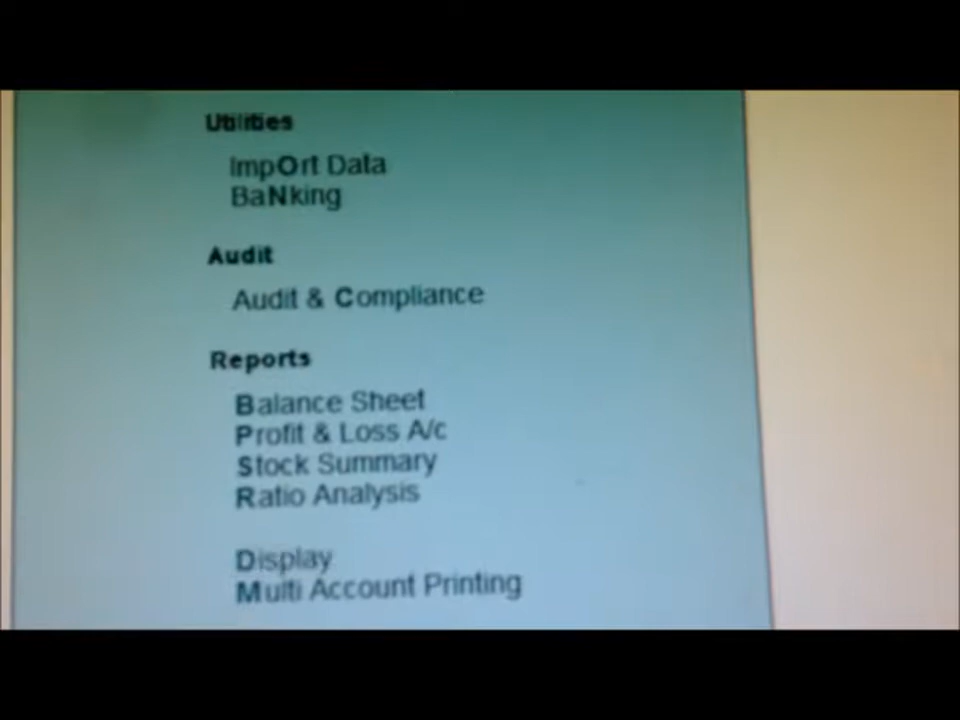 Utilities
ImpOrt Data
BaNking
Audit
Audit & Compliance
Reports
Balance Sheet
Profit & Loss A/c
Stock Summary
Ratio Analysis
Display
Multi Account Printing